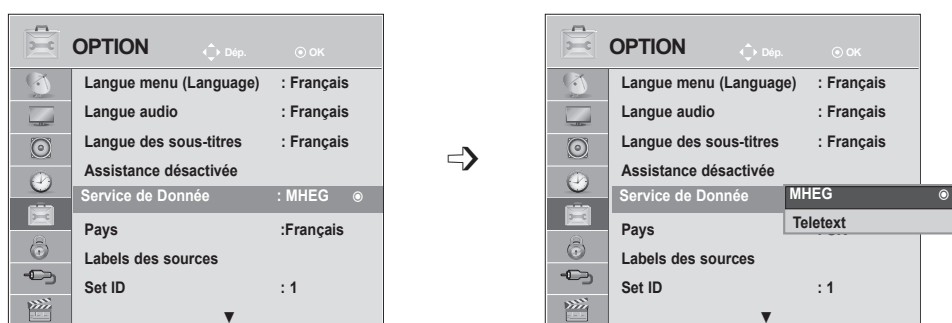 OPTION Dép. OK
Langue menu (Language) : Français
Langue audio : Français
Langue des sous-titres : Français
Assistance désactivée
Service de Donnée : MHEG
Pays :Français
Labels des sources
Set ID : 1
OPTION Dép. OK
Langue menu (Language) : Français
Langue audio : Français
Langue des sous-titres : Français
Assistance désactivée
Service de Donnée MHEG
Teletext
Pays
Labels des sources
Set ID : 1